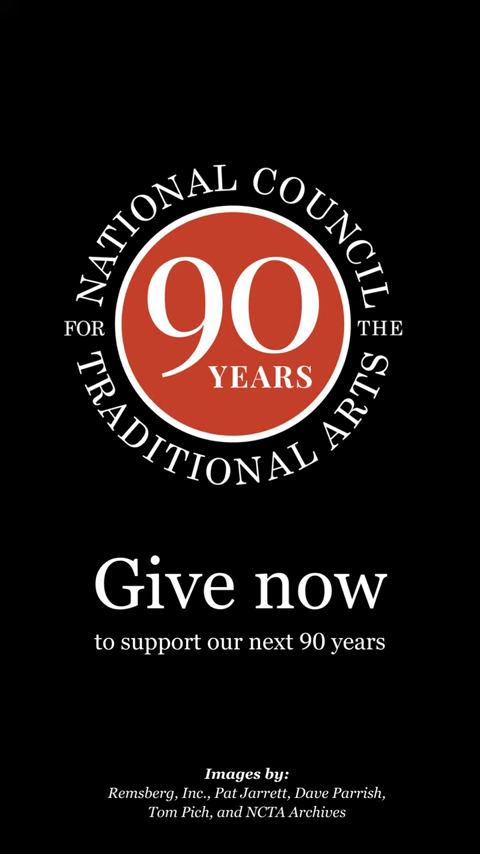 NATIONAL COUNCIL
FOR THE
TRADITIONAL ARTS
90
YEARS
Give now
to support our next 90 years
Images by:
Remsberg, Inc., Pat Jarrett, Dave Parrish,
Tom Pich, and NCTA Archives